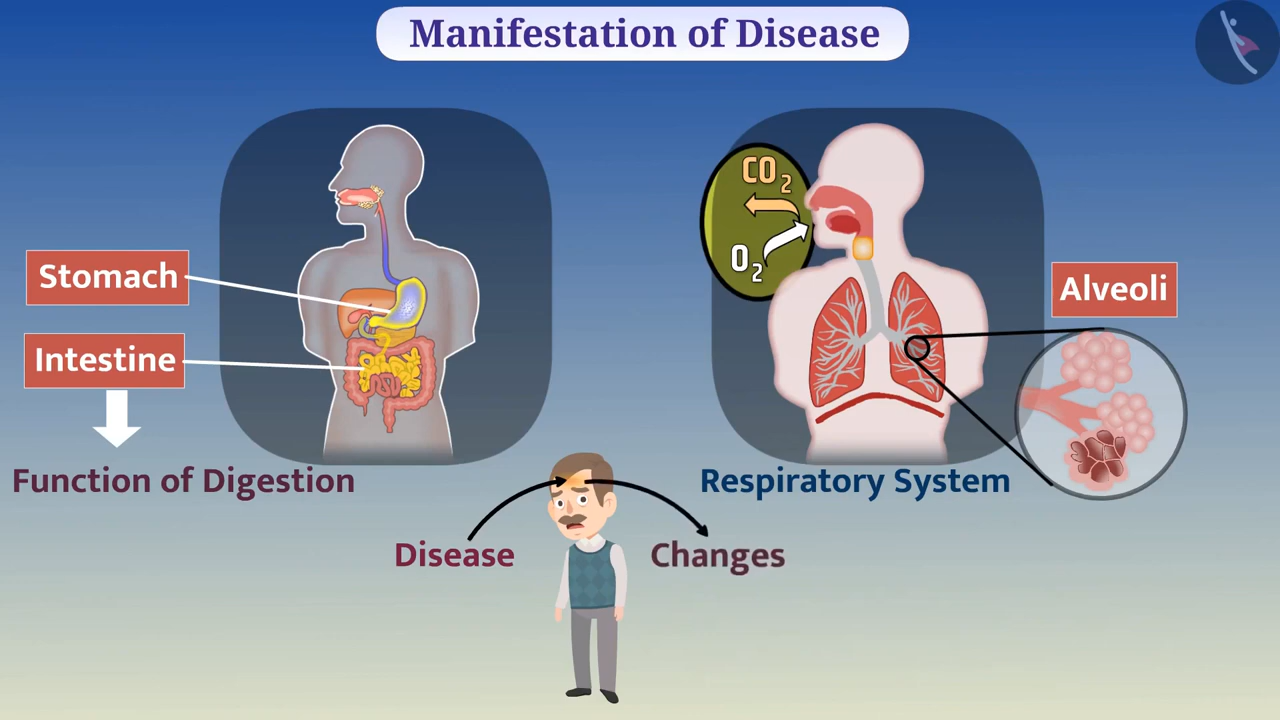 Manifestation of Disease
Stomach
Intestine
Function of Digestion
CO2
O2
Alveoli
Respiratory System
Disease
Changes